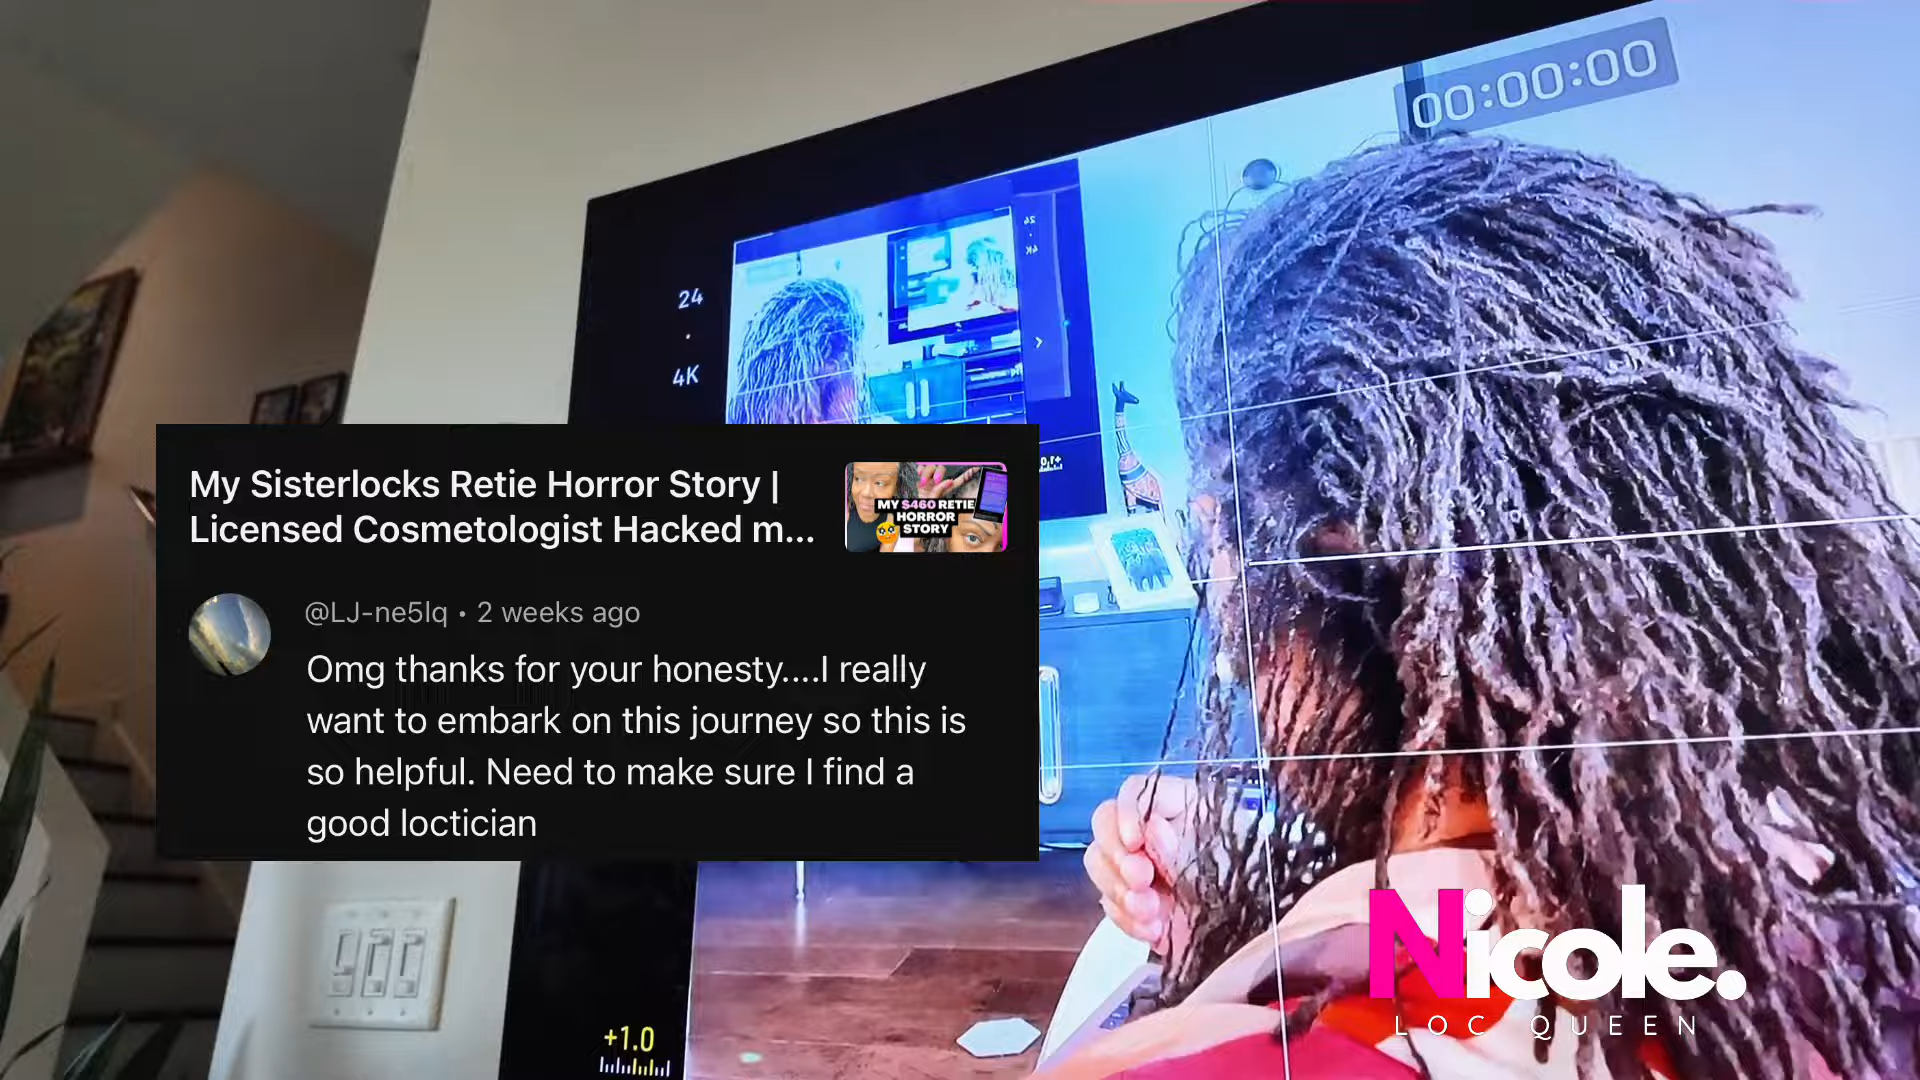 00:00:00
24
4K
24
4K
My Sisterlocks Retie Horror Story |
Licensed Cosmetologist Hacked m...
MY $460 RETIE
HORROR
STORY
@LJ-ne5lq • 2 weeks ago
Omg thanks for your honesty....I really
want to embark on this journey so this is
so helpful. Need to make sure I find a
good loctician
+1.0
Nicole.
LOC QUEEN